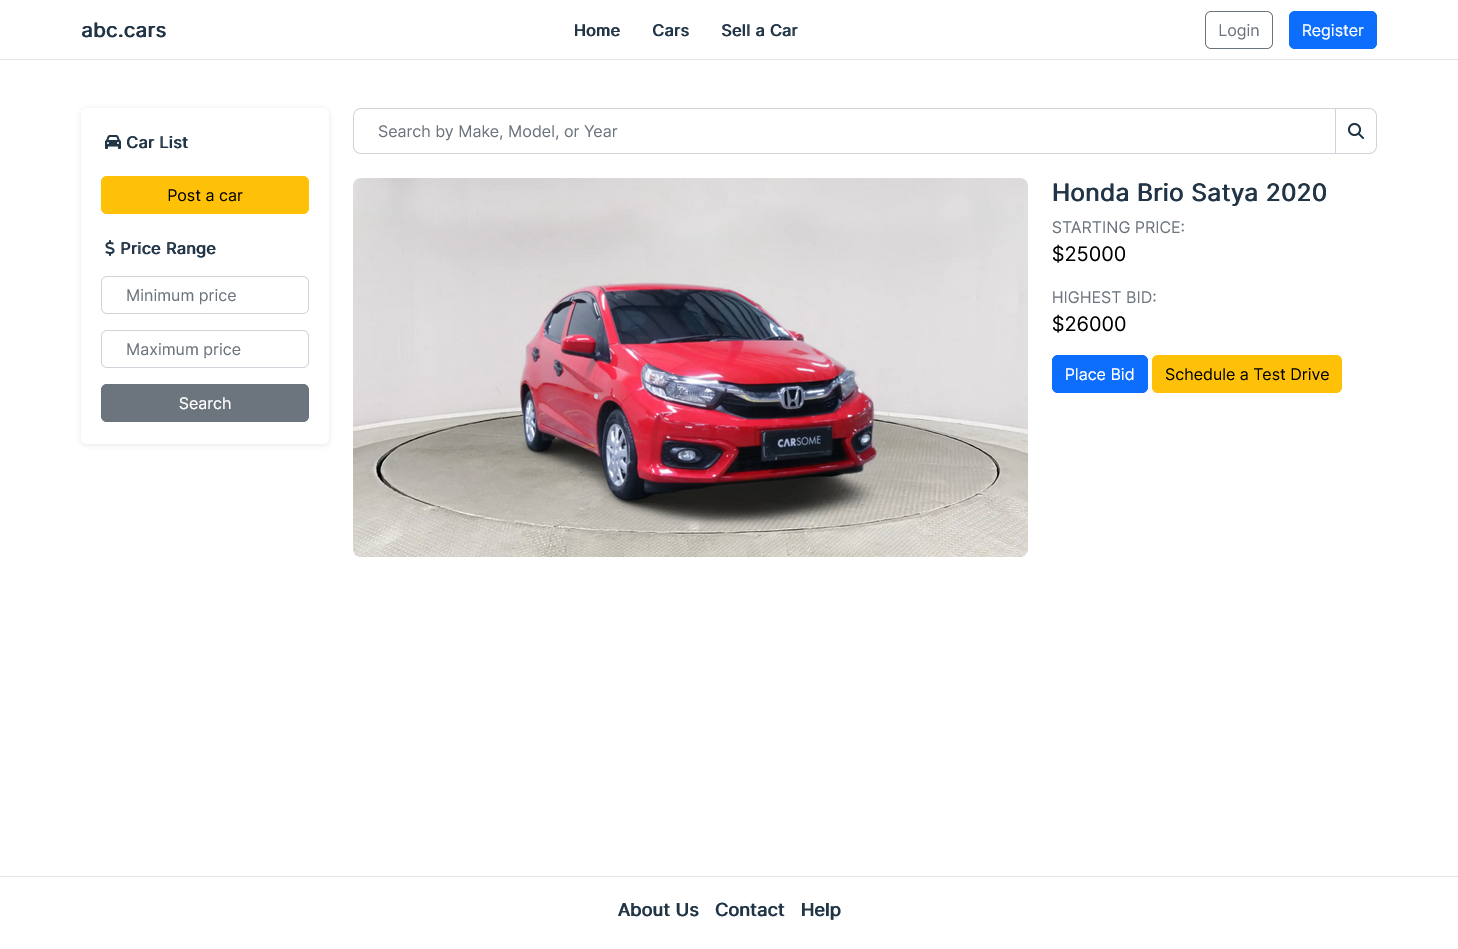 abc.cars
Home
Cars
Sell a Car
Login
Register
Car List
Post a car
$ Price Range
Minimum price
Maximum price
Search
Search by Make, Model, or Year
CARSOME
Honda Brio Satya 2020
STARTING PRICE:
$25000
HIGHEST BID:
$26000
Place Bid
Schedule a Test Drive
About Us
Contact
Help